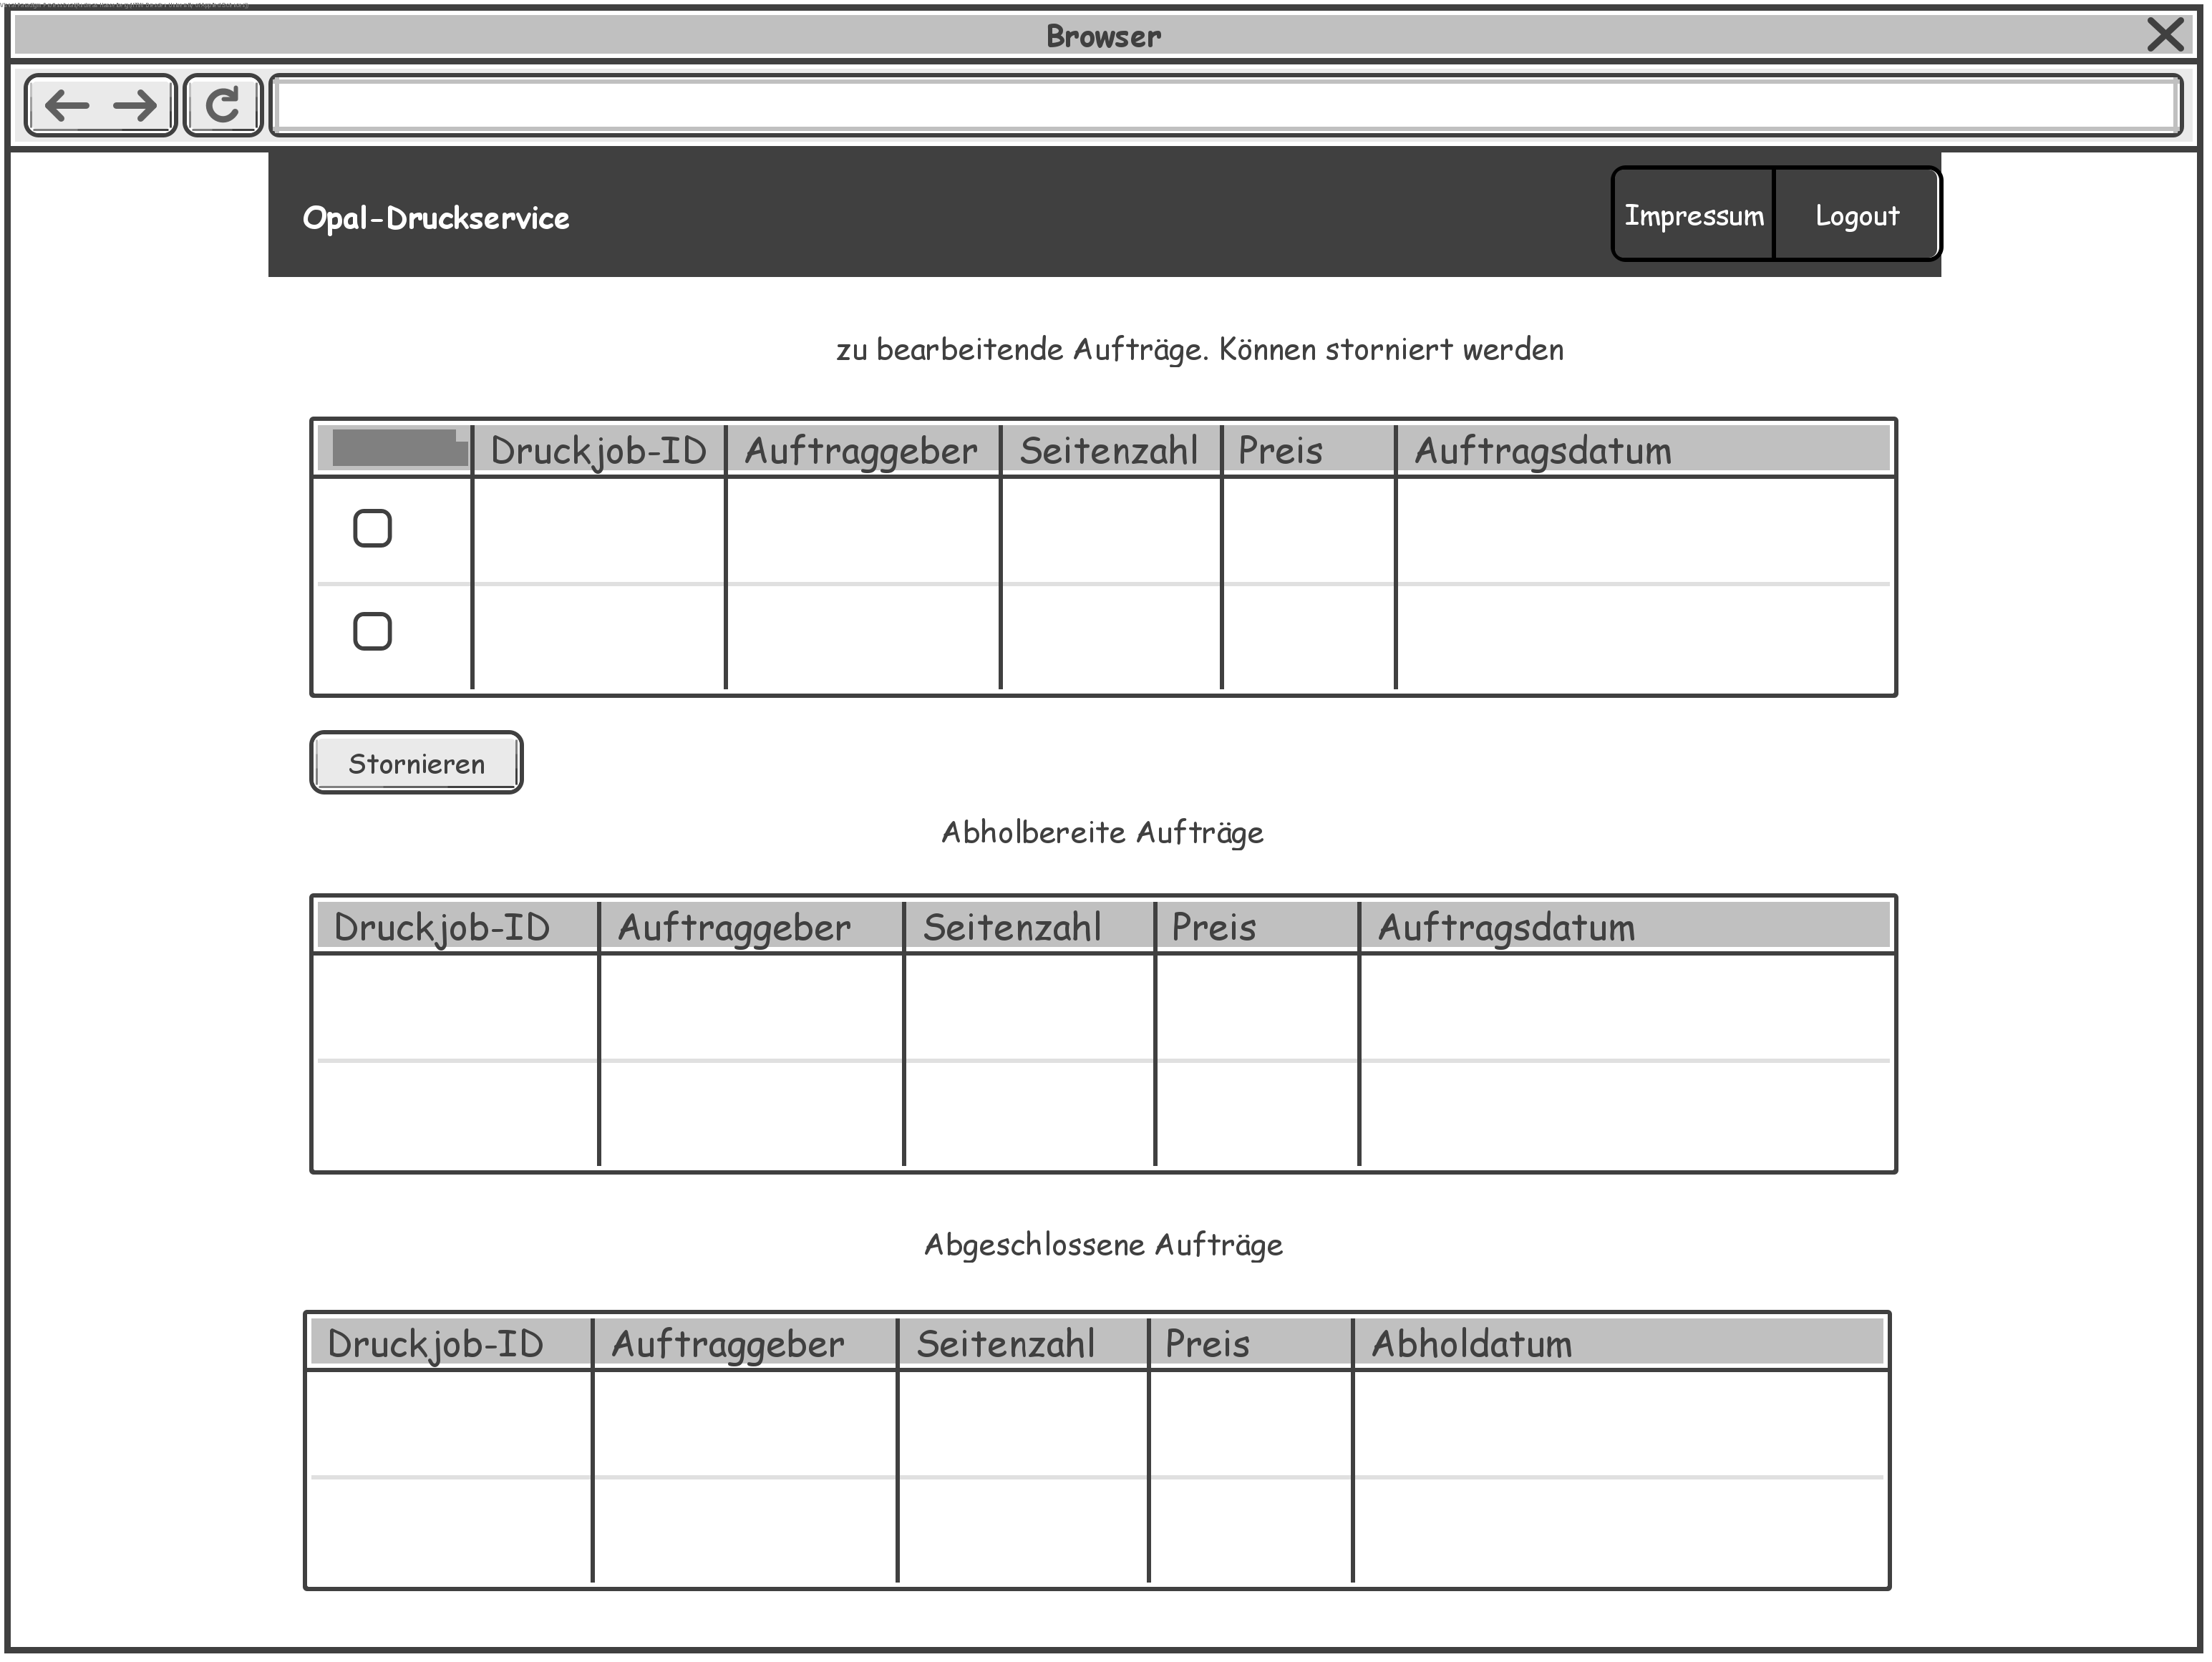 Browser
Opal-Druckservice
Impressum Logout
zu bearbeitende Aufträge. Können storniert werden
Druckjob-ID Auftraggeber Seitenzahl Preis Auftragsdatum
Stornieren
Abholbereite Aufträge
Druckjob-ID Auftraggeber Seitenzahl Preis Auftragsdatum
Abgeschlossene Aufträge
Druckjob-ID Auftraggeber Seitenzahl Preis Abholdatum